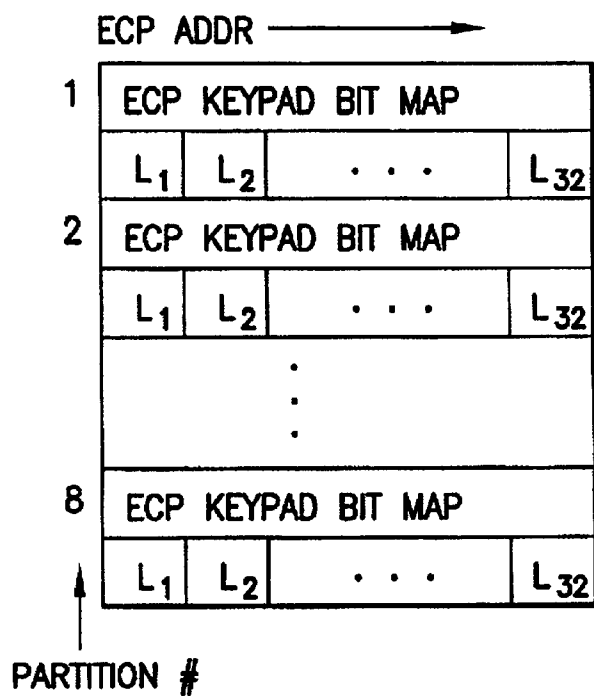 ECP ADDR
1 ECP KEYPAD BIT MAP
L1 L2 . . . L32
2 ECP KEYPAD BIT MAP
L1 L2 . . . L32
8 ECP KEYPAD BIT MAP
L1 L2 . . . L32
PARTITION #